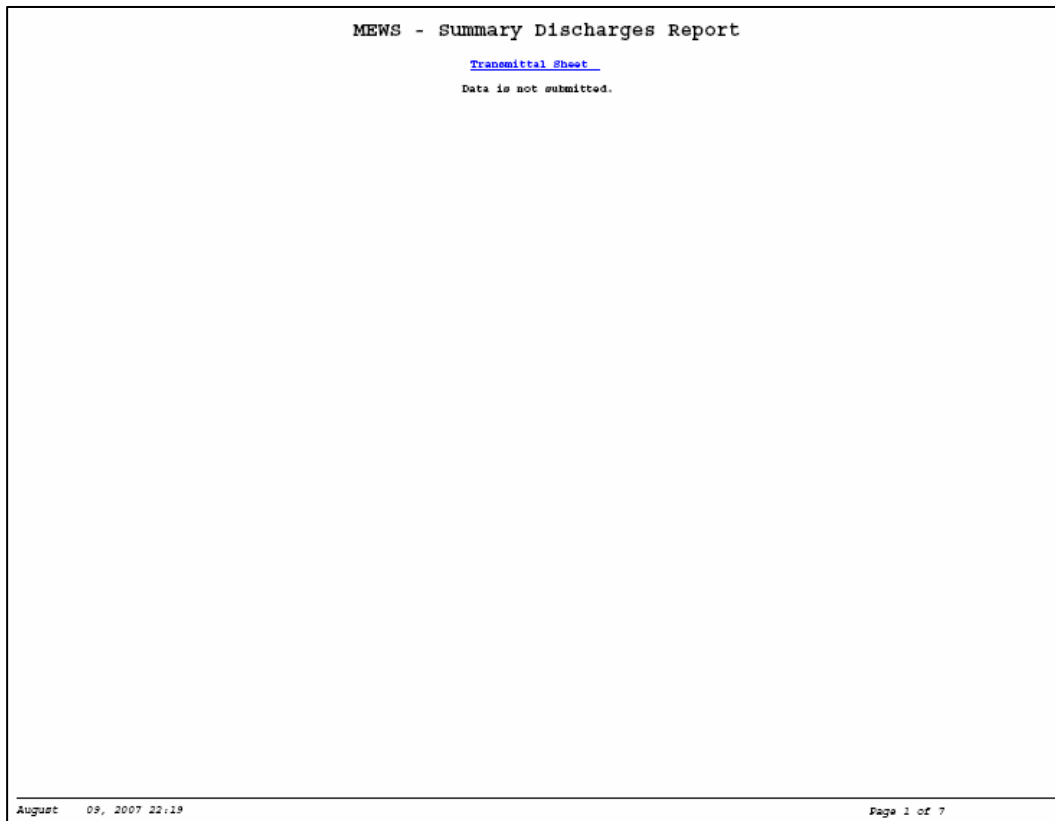 MEWS - Summary Discharges Report
Transmittal Sheet
Data is not submitted.
August 09, 2007 22:19 Page 1 of 7